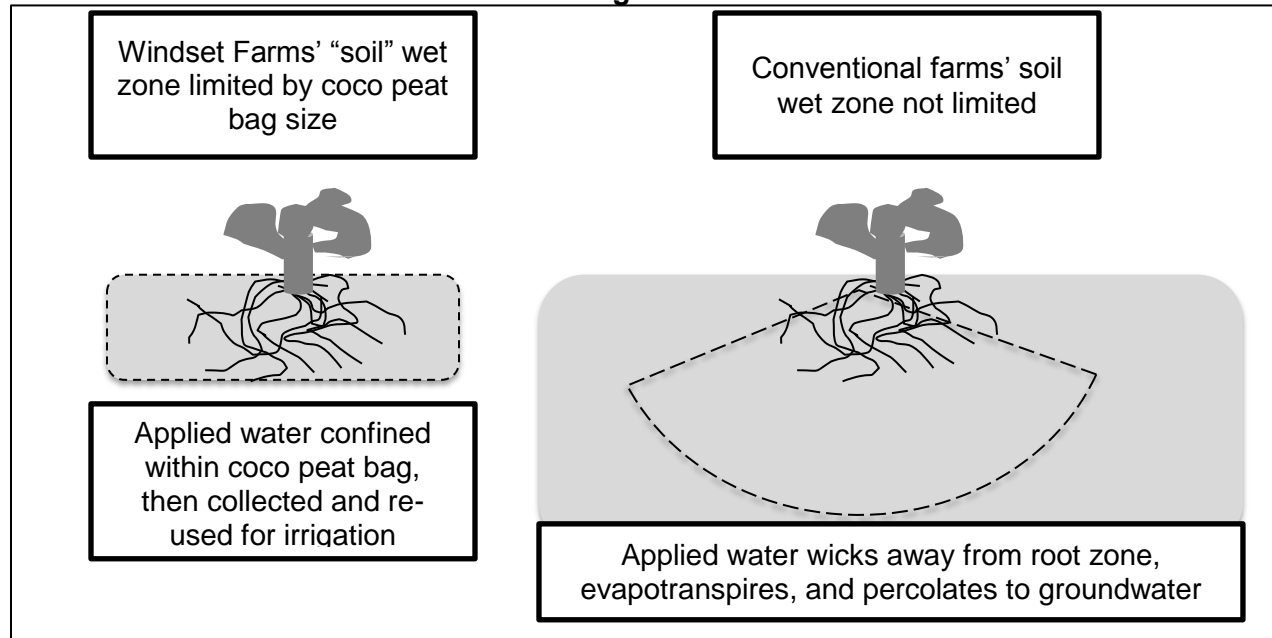 Windset Farms’ “soil” wet
zone limited by coco peat
bag size
Conventional farms’ soil
wet zone not limited
Applied water confined
within coco peat bag,
then collected and re-
used for irrigation
Applied water wicks away from root zone,
evapotranspires, and percolates to groundwater